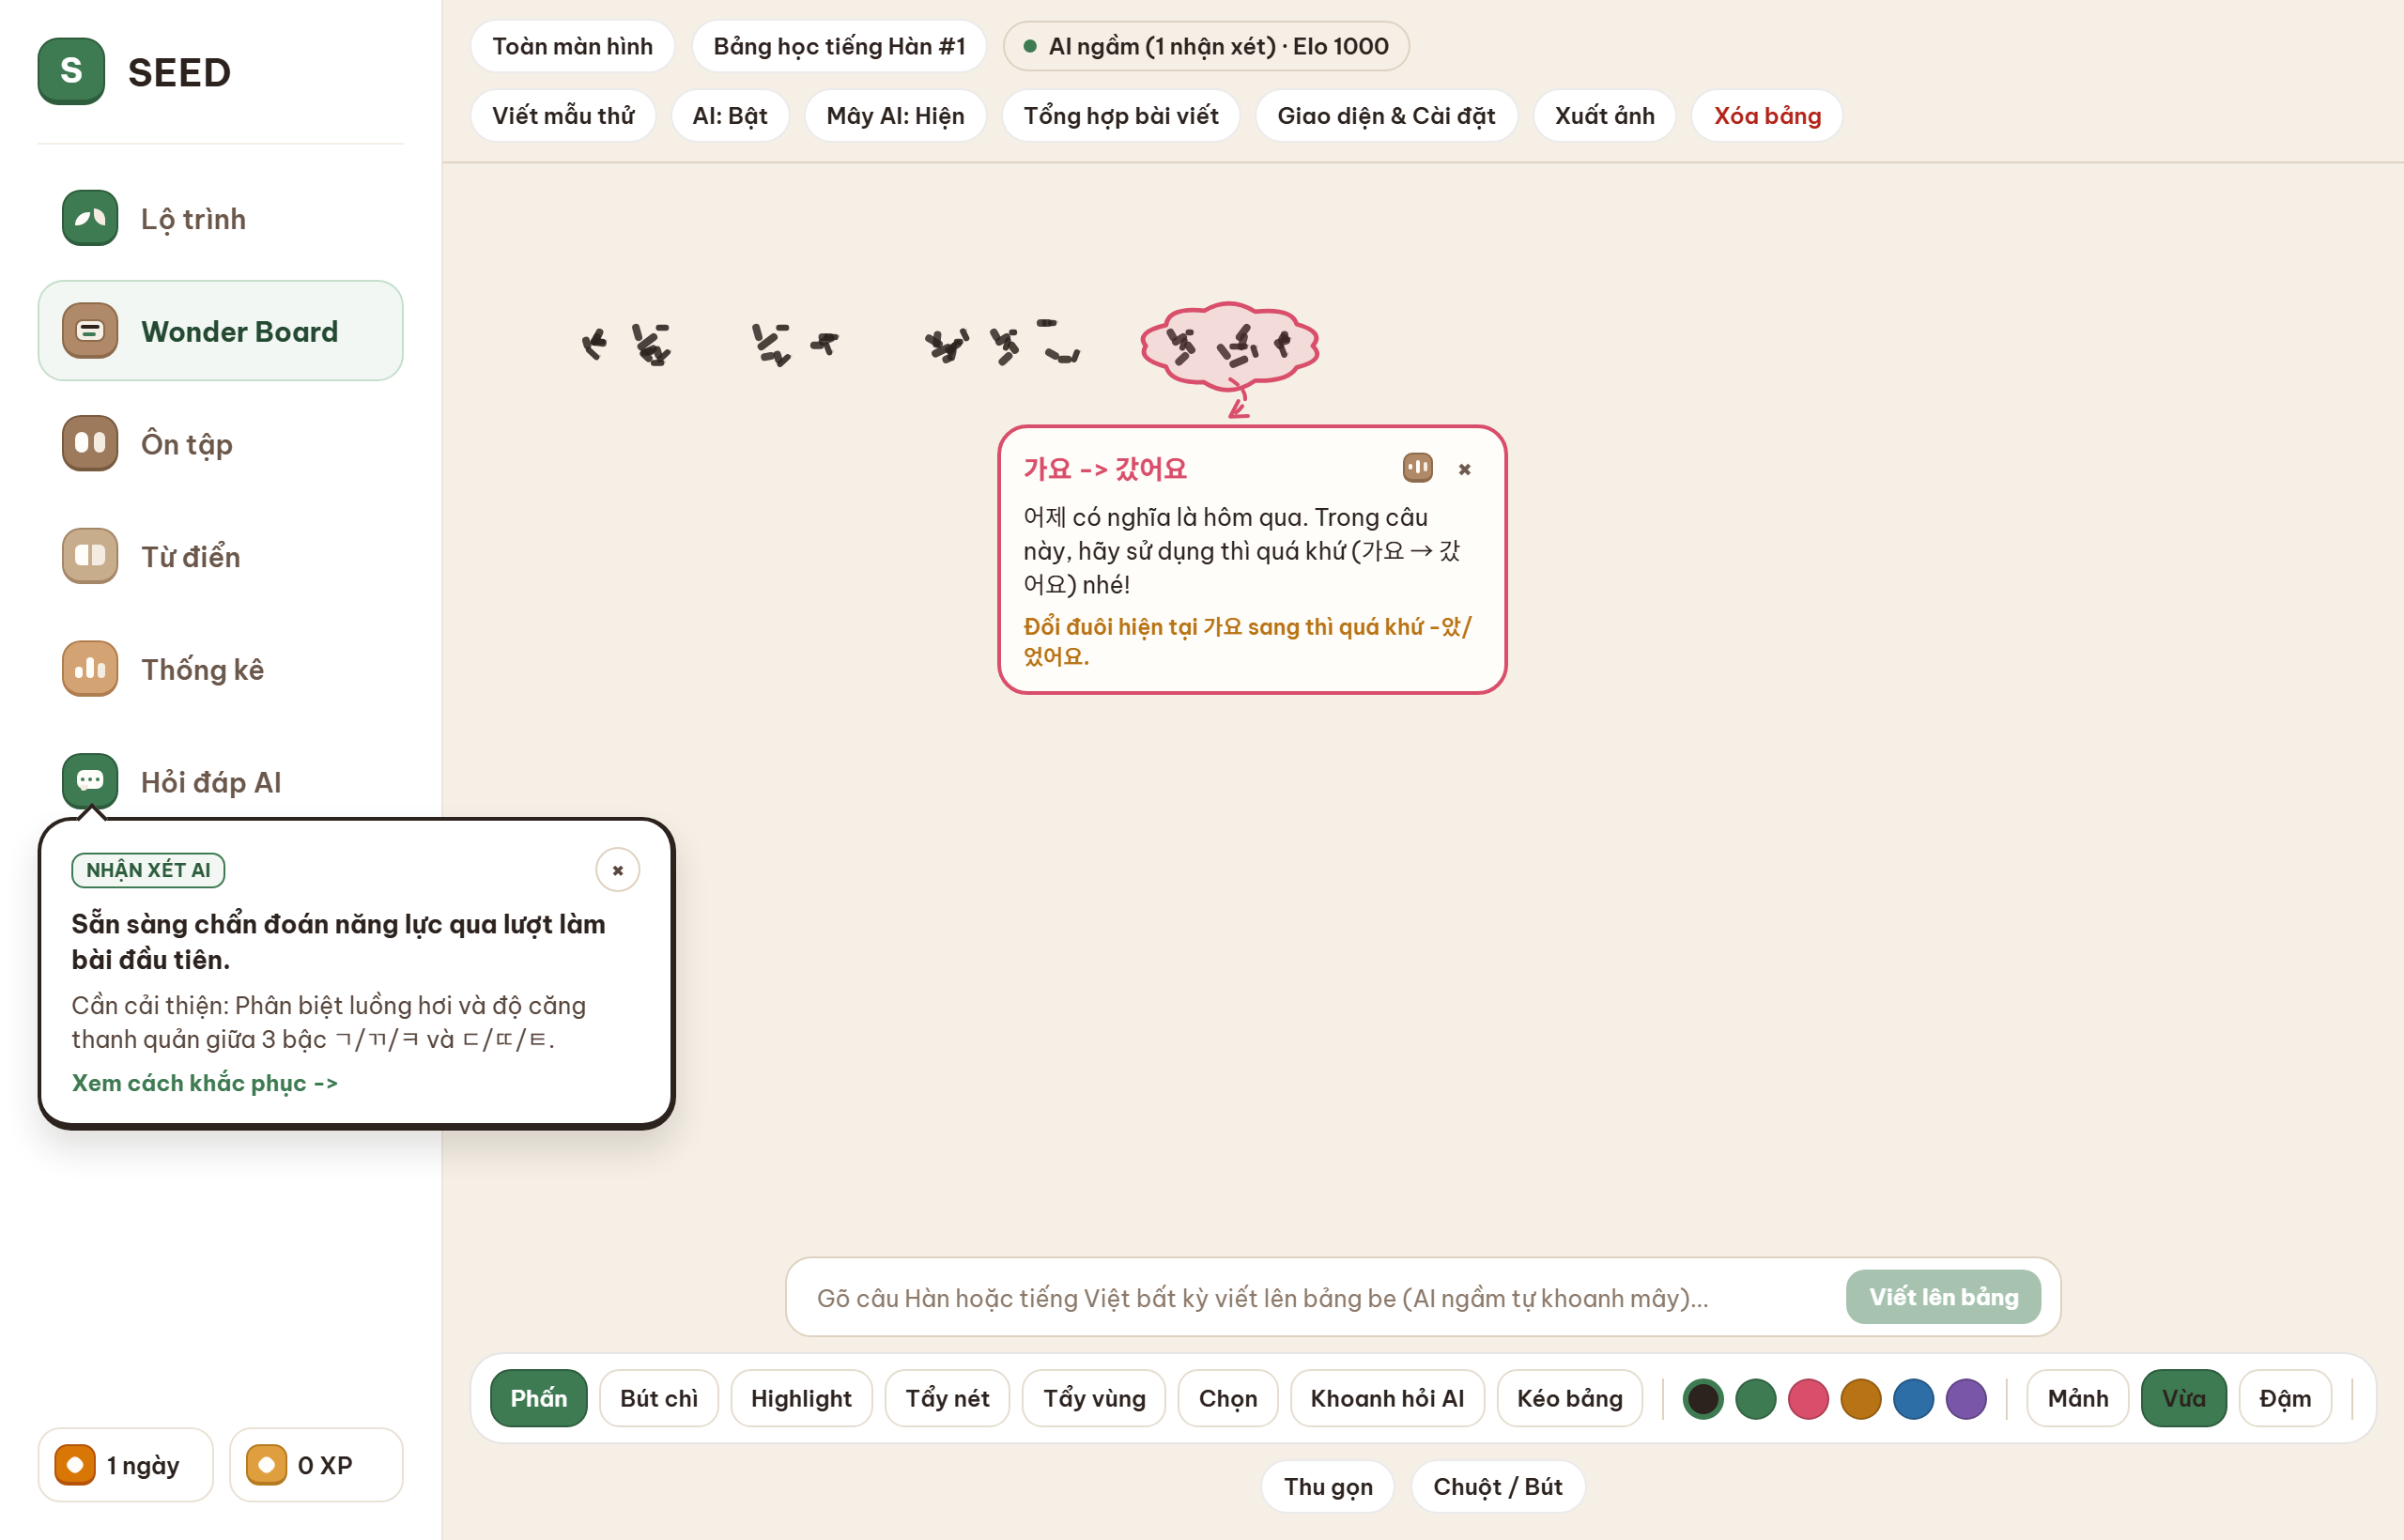 S SEED
Lộ trình
Wonder Board
Ôn tập
Từ điển
Thống kê
Hỏi đáp AI
NHẬN XÉT AI
×
Sẵn sàng chẩn đoán năng lực qua lượt làm
bài đầu tiên.
Cần cải thiện: Phân biệt luồng hơi và độ căng
thanh quản giữa 3 bậc ㄱ/ㄲ/ㅋ và ㄷ/ㄸ/ㅌ.
Xem cách khắc phục ->
1 ngày
0 XP
Toàn màn hình
Bảng học tiếng Hàn #1
AI ngầm (1 nhận xét) · Elo 1000
Viết mẫu thử
AI: Bật
Mây AI: Hiện
Tổng hợp bài viết
Giao diện & Cài đặt
Xuất ảnh
Xóa bảng
가요 -> 갔어요
×
어제 có nghĩa là hôm qua. Trong câu
này, hãy sử dụng thì quá khứ (가요 → 갔
어요) nhé!
Đổi đuôi hiện tại 가요 sang thì quá khứ -았/
었어요.
Gõ câu Hàn hoặc tiếng Việt bất kỳ viết lên bảng be (AI ngầm tự khoanh mây)...
Viết lên bảng
Phấn
Bút chì
Highlight
Tẩy nét
Tẩy vùng
Chọn
Khoanh hỏi AI
Kéo bảng
Mảnh
Vừa
Đậm
Thu gọn
Chuột / Bút